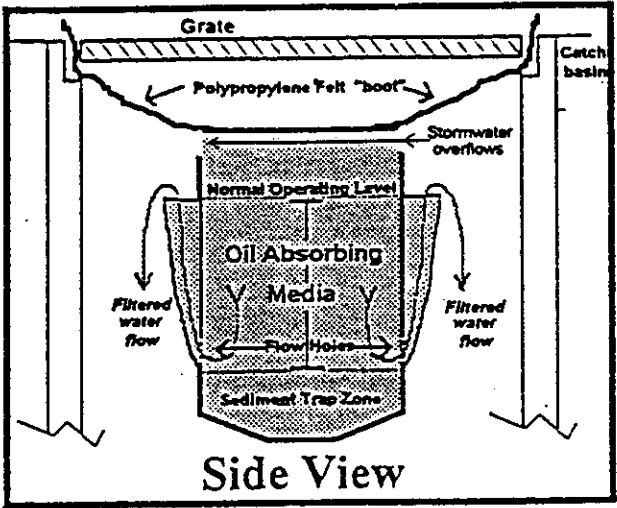 Grate
Catch
basin
Polypropylene Felt "boot"
Stormwater
overflows
Normal Operating Level
Oil Absorbing
Media
Filtered
water
flow
Filtered
water
flow
Flow Holes
Sediment Trap Zone
Side View